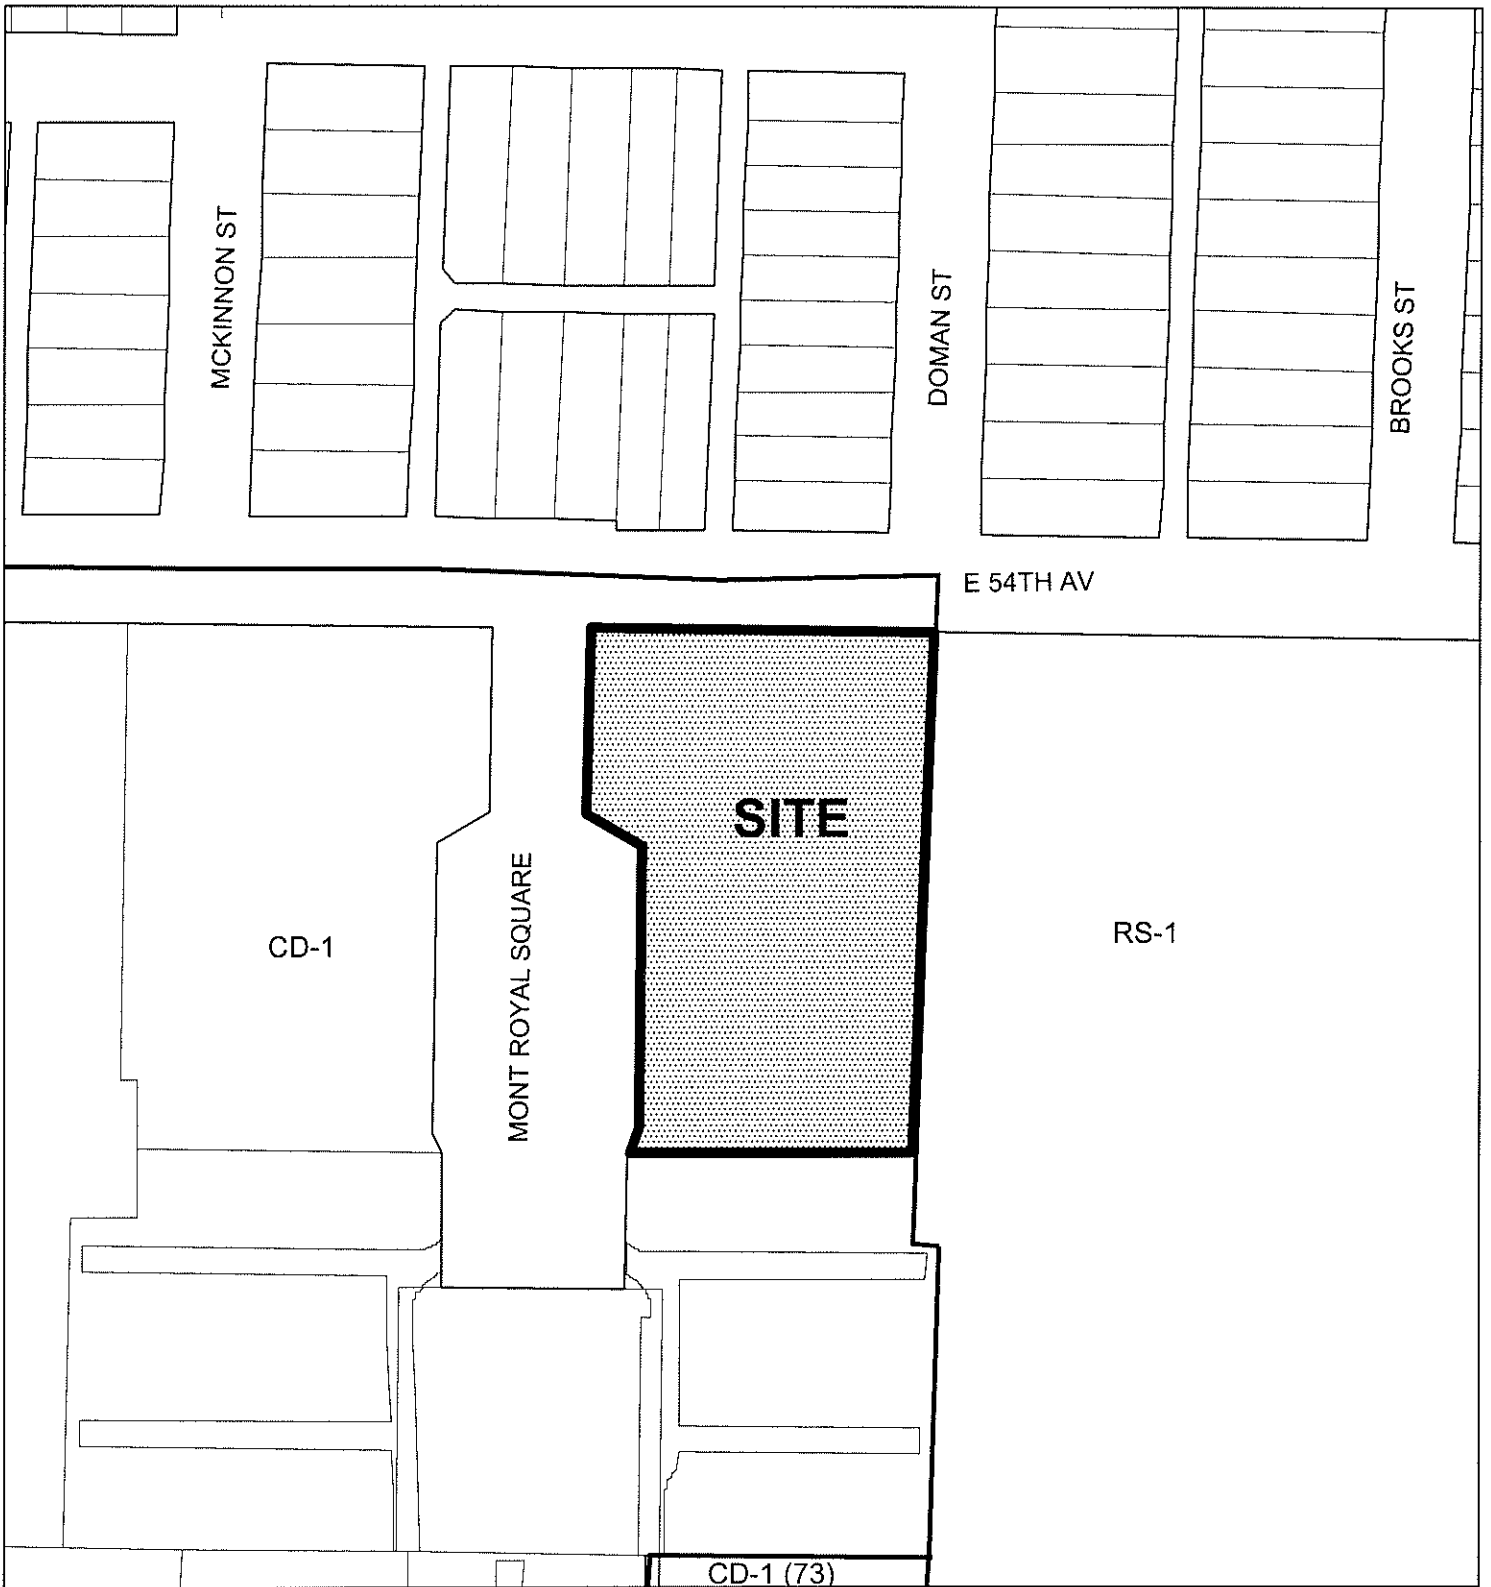 MCKINNON ST
DOMAN ST
BROOKS ST
E 54TH AV
SITE
MONT ROYAL SQUARE
CD-1
RS-1
CD-1 (73)